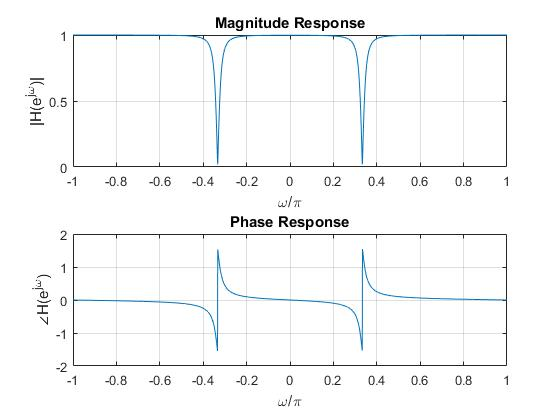 Magnitude Response
|H(e^jω)|
1
0.5
0
-1 -0.8 -0.6 -0.4 -0.2 0 0.2 0.4 0.6 0.8 1
ω/π
Phase Response
∠H(e^jω)
2
1
0
-1
-2
-1 -0.8 -0.6 -0.4 -0.2 0 0.2 0.4 0.6 0.8 1
ω/π